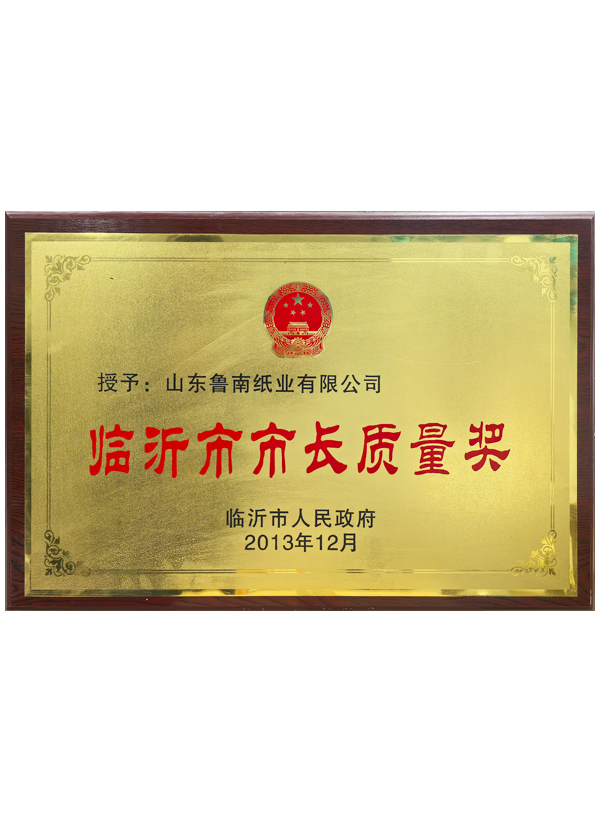 授予：山东鲁南纸业有限公司
临沂市市长质量奖
临沂市人民政府
2013年12月